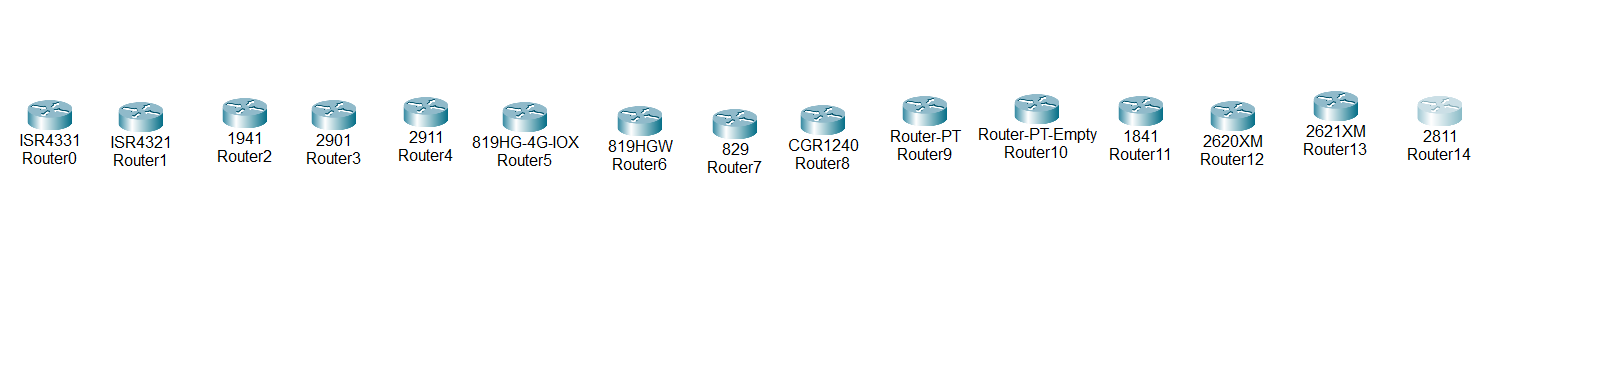 ISR4331
Router0
ISR4321
Router1
1941
Router2
2901
Router3
2911
Router4
819HG-4G-IOX
Router5
819HGW
Router6
829
Router7
CGR1240
Router8
Router-PT
Router9
Router-PT-Empty
Router10
1841
Router11
2620XM
Router12
2621XM
Router13
2811
Router14